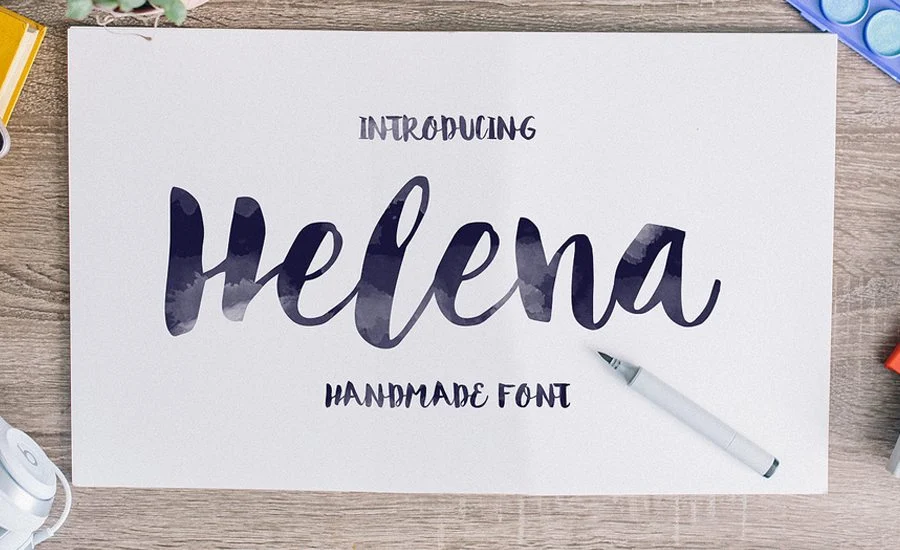 INTRODUCING
Helena
HANDMADE FONT